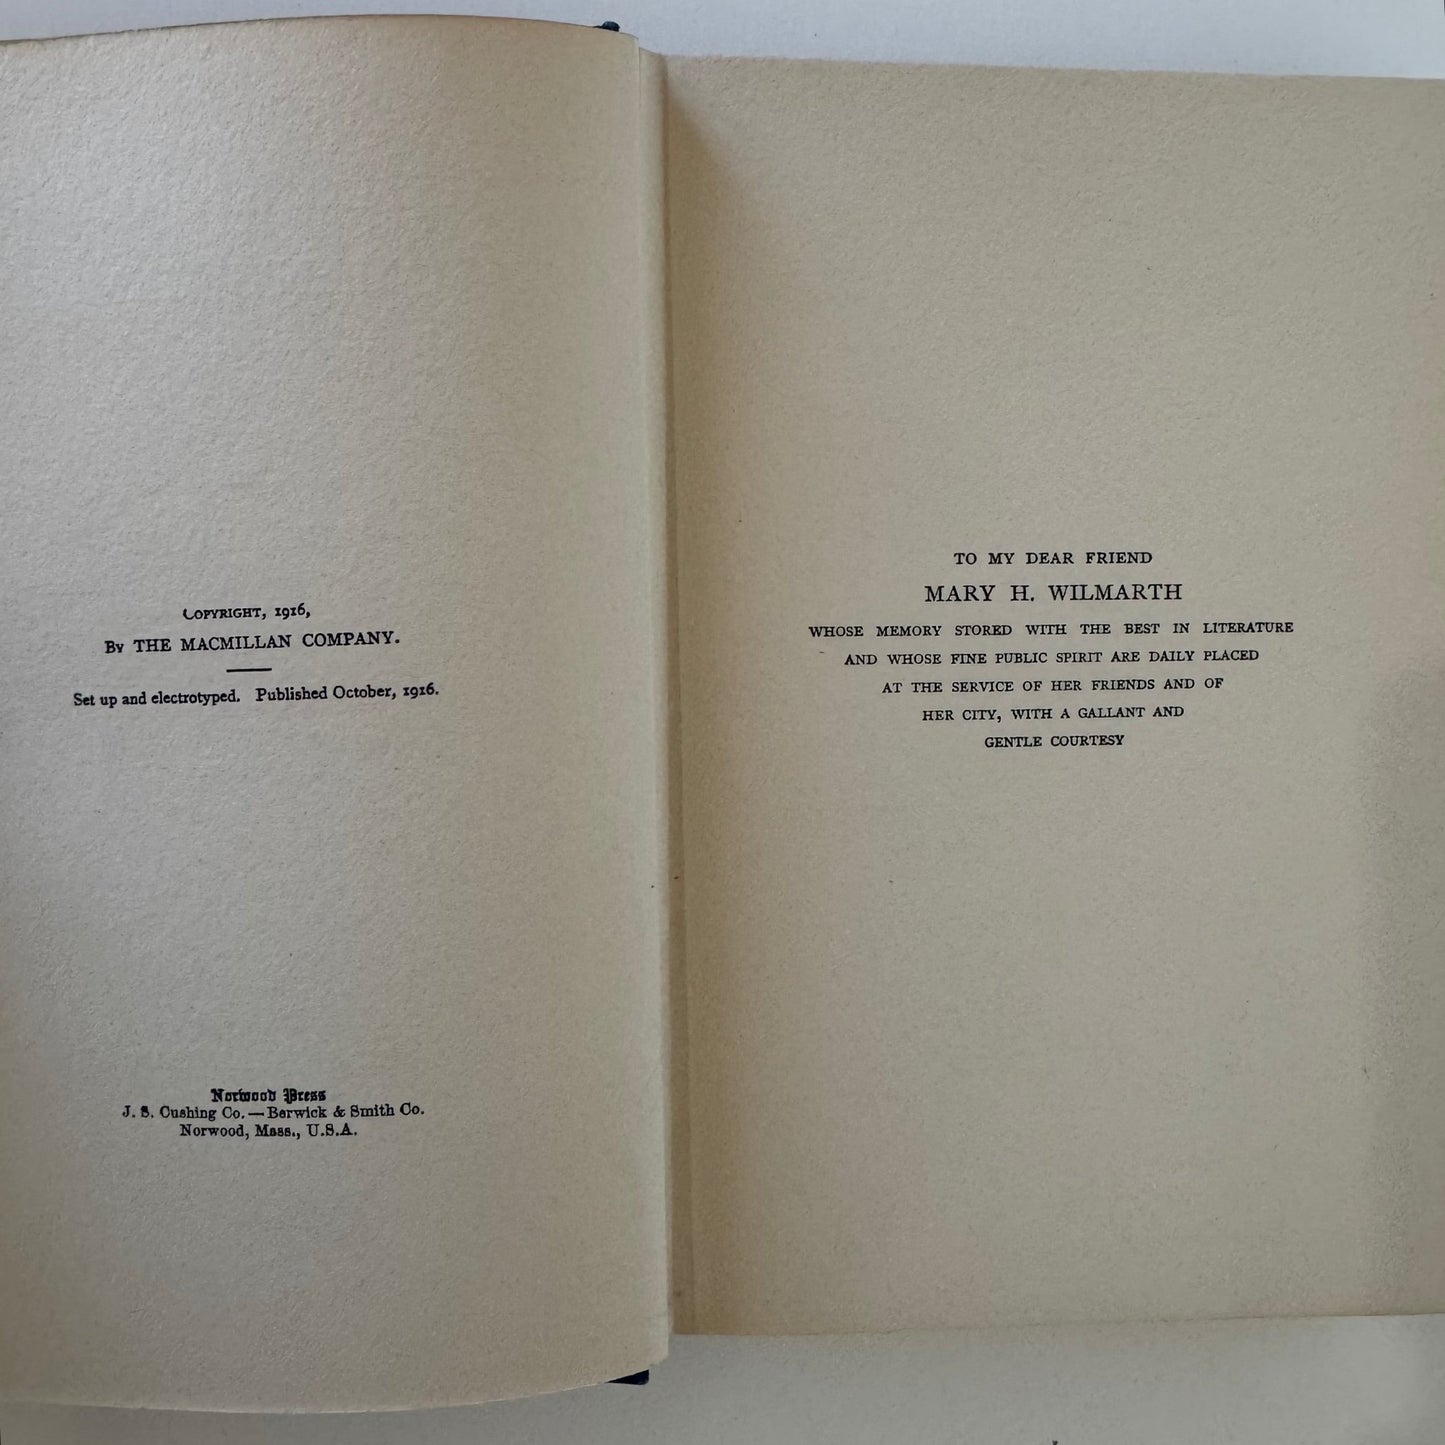 COPYRIGHT, 1916,
BY THE MACMILLAN COMPANY.
Set up and electrotyped. Published October, 1916.
Norwood Press
J. S. Cushing Co. — Berwick & Smith Co.
Norwood, Mass., U.S.A.
TO MY DEAR FRIEND
MARY H. WILMARTH
WHOSE MEMORY STORED WITH THE BEST IN LITERATURE
AND WHOSE FINE PUBLIC SPIRIT ARE DAILY PLACED
AT THE SERVICE OF HER FRIENDS AND OF
HER CITY, WITH A GALLANT AND
GENTLE COURTESY